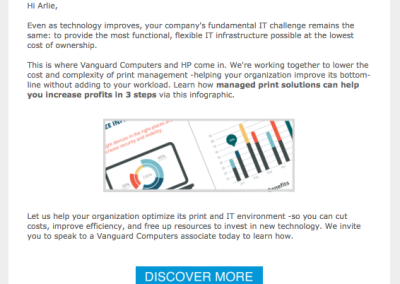 Hi Arlie,
Even as technology improves, your company's fundamental IT challenge remains the
same: to provide the most functional, flexible IT infrastructure possible at the lowest
cost of ownership.
This is where Vanguard Computers and HP come in. We're working together to lower the
cost and complexity of print management -helping your organization improve its bottom-
line without adding to your workload. Learn how managed print solutions can help
you increase profits in 3 steps via this infographic.
Let us help your organization optimize its print and IT environment -so you can cut
costs, improve efficiency, and free up resources to invest in new technology. We invite
you to speak to a Vanguard Computers associate today to learn how.
DISCOVER MORE